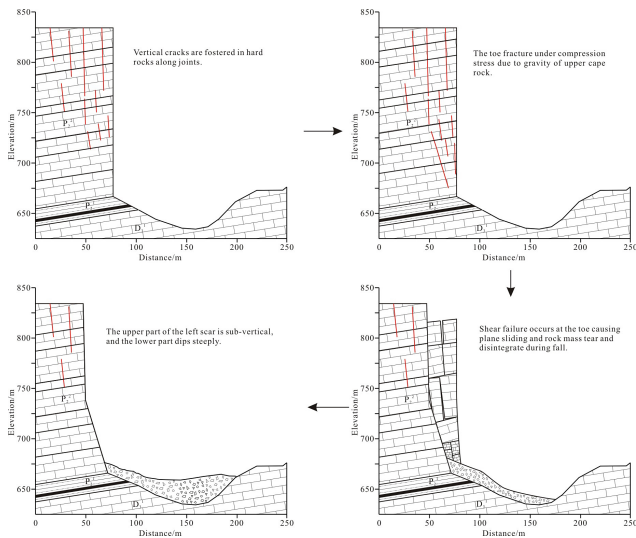 850
800
750
700
650
Elevation/m
0
50
100
150
200
250
Distance/m
Vertical cracks are fostered in hard
rocks along joints.
P
P
D
850
800
750
700
650
Elevation/m
0
50
100
150
200
250
Distance/m
The toe fracture under compression
stress due to gravity of upper cape
rock.
P
D
850
800
750
700
650
Elevation/m
0
50
100
150
200
250
Distance/m
The upper part of the left scar is sub-vertical,
and the lower part dips steeply.
P
P
D
850
800
750
700
650
Elevation/m
0
50
100
150
200
250
Distance/m
Shear failure occurs at the toe causing
plane sliding and rock mass tear and
disintegrate during fall.
P
P
D